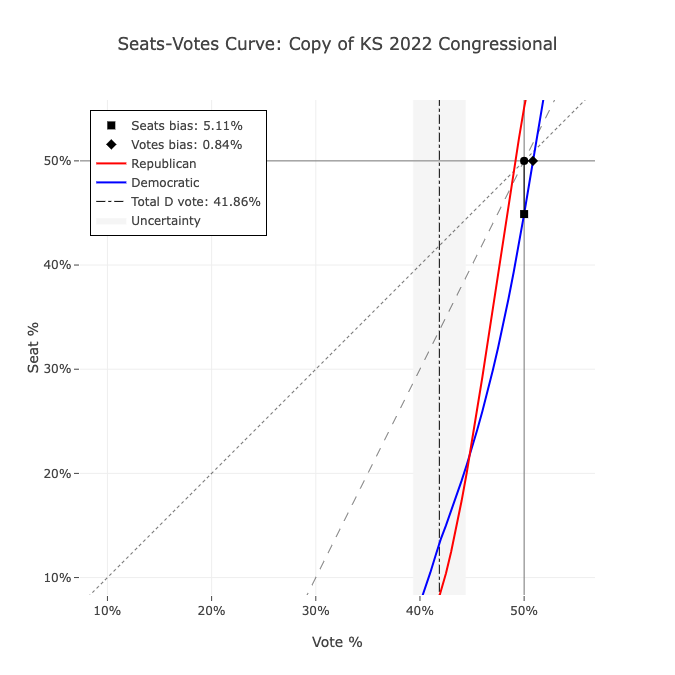 Seats-Votes Curve: Copy of KS 2022 Congressional
Seats bias: 5.11%
Votes bias: 0.84%
Republican
Democratic
Total D vote: 41.86%
Uncertainty
50%
40%
30%
20%
10%
Seat %
10%
20%
30%
40%
50%
Vote %